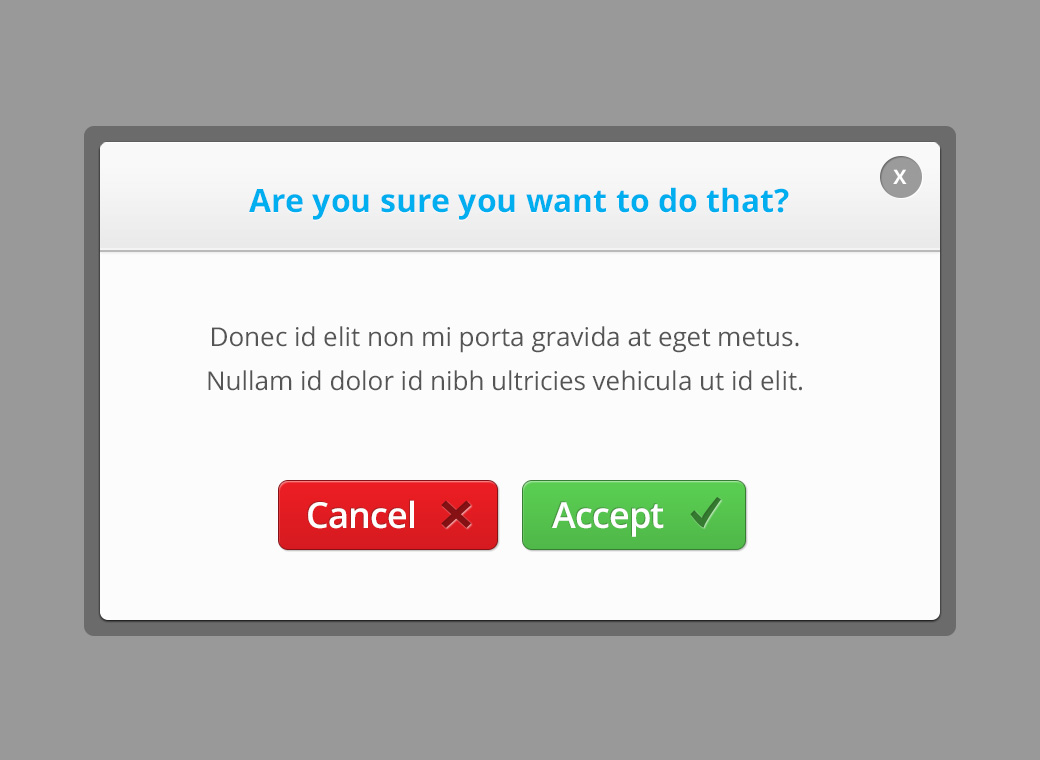 Are you sure you want to do that?
X
Donec id elit non mi porta gravida at eget metus.
Nullam id dolor id nibh ultricies vehicula ut id elit.
Cancel
Accept